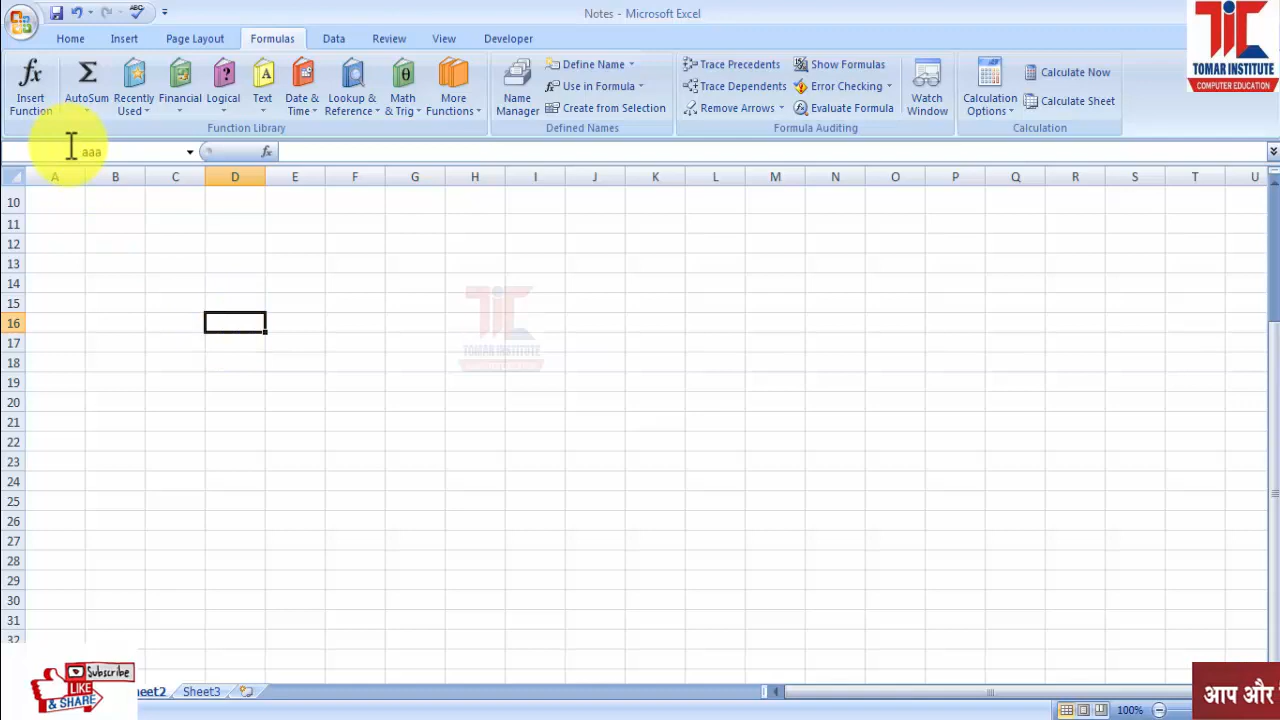 Notes - Microsoft Excel
Home Insert Page Layout Formulas Data Review View Developer
TOMAR INSTITUTE
COMPUTER EDUCATION
Insert Function
AutoSum
Recently Used
Financial
Logical
Text
Date & Time
Lookup & Reference
Math & Trig
More Functions
Function Library
Name Manager
Define Name
Use in Formula
Create from Selection
Defined Names
Trace Precedents
Trace Dependents
Remove Arrows
Show Formulas
Error Checking
Evaluate Formula
Watch Window
Formula Auditing
Calculation Options
Calculate Now
Calculate Sheet
Calculation
aaa
fx
A B C D E F G H I J K L M N O P Q R S T U
10
11
12
13
14
15
16
17
18
19
20
21
22
23
24
25
26
27
28
29
30
31
32
TOMAR INSTITUTE
Subscribe
LIKE
& SHARE
heet2 Sheet3
आप और
100%